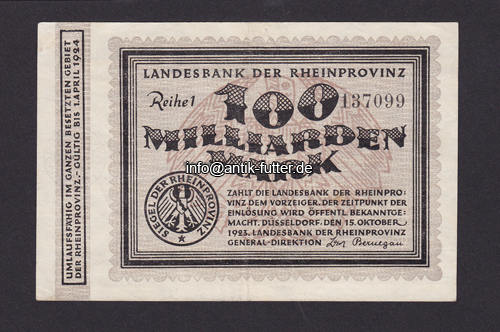 UMLAUFSFÄHIG IM GANZEN BESETZTEN GEBIET
DER RHEINPROVINZ.- GÜLTIG BIS 1. APRIL 1924
LANDESBANK DER RHEINPROVINZ
Reihe 1 100 137099
MILLIARDEN
MARK
info@antik-futter.de
SIEGEL DER RHEINPROVINZ
ZAHLT DIE LANDESBANK DER RHEINPRO:
VINZ DEM VORZEIGER. DER ZEITPUNKT DER
EINLÖSUNG WIRD ÖFFENTL. BEKANNTGE:
MACHT. DÜSSELDORF, DEN 15. OKTOBER
1923. LANDESBANK DER RHEINPROVINZ
GENERAL-DIREKTION